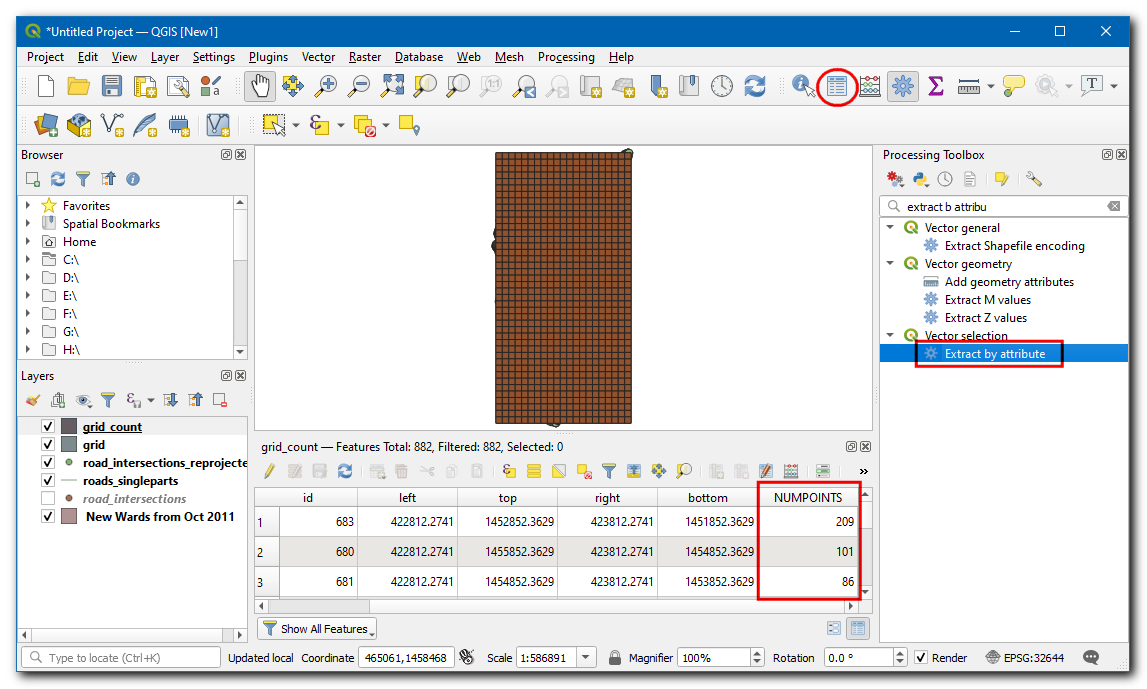 *Untitled Project — QGIS [New1]
Project Edit View Layer Settings Plugins Vector Raster Database Web Mesh Processing Help
Browser
Favorites
Spatial Bookmarks
Home
C:\
D:\
E:\
F:\
G:\
H:\
Layers
grid_count
grid
road_intersections_reprojecte
roads_singleparts
road_intersections
New Wards from Oct 2011
grid_count — Features Total: 882, Filtered: 882, Selected: 0
id left top right bottom NUMPOINTS
1 683 422812.2741 1452852.3629 423812.2741 1451852.3629 209
2 680 422812.2741 1455852.3629 423812.2741 1454852.3629 101
3 681 422812.2741 1454852.3629 423812.2741 1453852.3629 86
Show All Features
Processing Toolbox
extract b attribu
Vector general
Extract Shapefile encoding
Vector geometry
Add geometry attributes
Extract M values
Extract Z values
Vector selection
Extract by attribute
Type to locate (Ctrl+K) Updated local Coordinate 465061,1458468 Scale 1:586891 Magnifier 100% Rotation 0.0 ° Render EPSG:32644